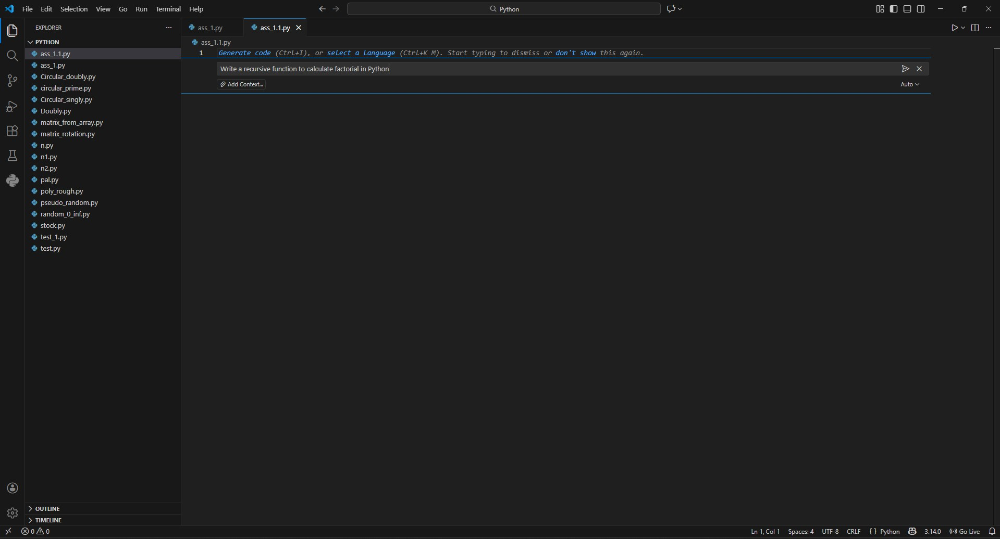 File Edit Selection View Go Run Terminal Help
Python
EXPLORER
PYTHON
ass_1.1.py
ass_1.py
Circular_doubly.py
circular_prime.py
Circular_singly.py
Doubly.py
matrix_from_array.py
matrix_rotation.py
n.py
n1.py
n2.py
pal.py
poly_rough.py
pseudo_random.py
random_0_inf.py
stock.py
test_1.py
test.py
OUTLINE
TIMELINE
ass_1.py ass_1.1.py
ass_1.1.py
1 Generate code (Ctrl+I), or select a language (Ctrl+K M). Start typing to dismiss or don't show this again.
Write a recursive function to calculate factorial in Python
Add Context...
Auto
0 0
Ln 1, Col 1 Spaces: 4 UTF-8 CRLF { } Python 3.14.0 Go Live